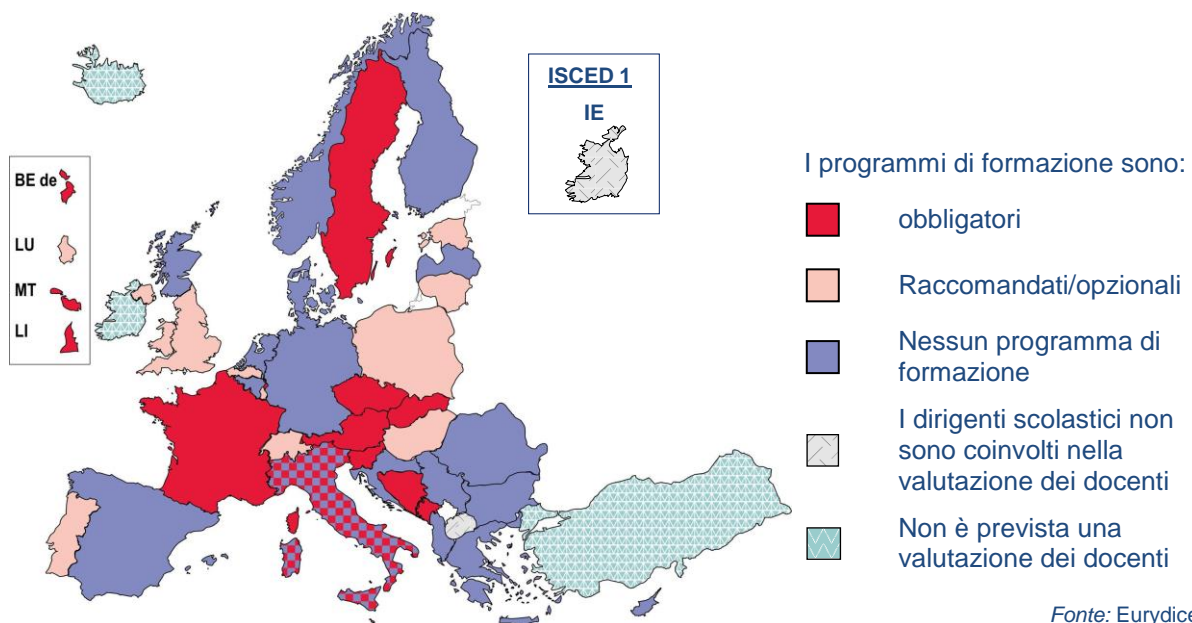 ISCED 1
IE
BE de
LU
MT
LI
I programmi di formazione sono:
obbligatori
Raccomandati/opzionali
Nessun programma di
formazione
I dirigenti scolastici non
sono coinvolti nella
valutazione dei docenti
Non è prevista una
valutazione dei docenti
Fonte: Eurydice